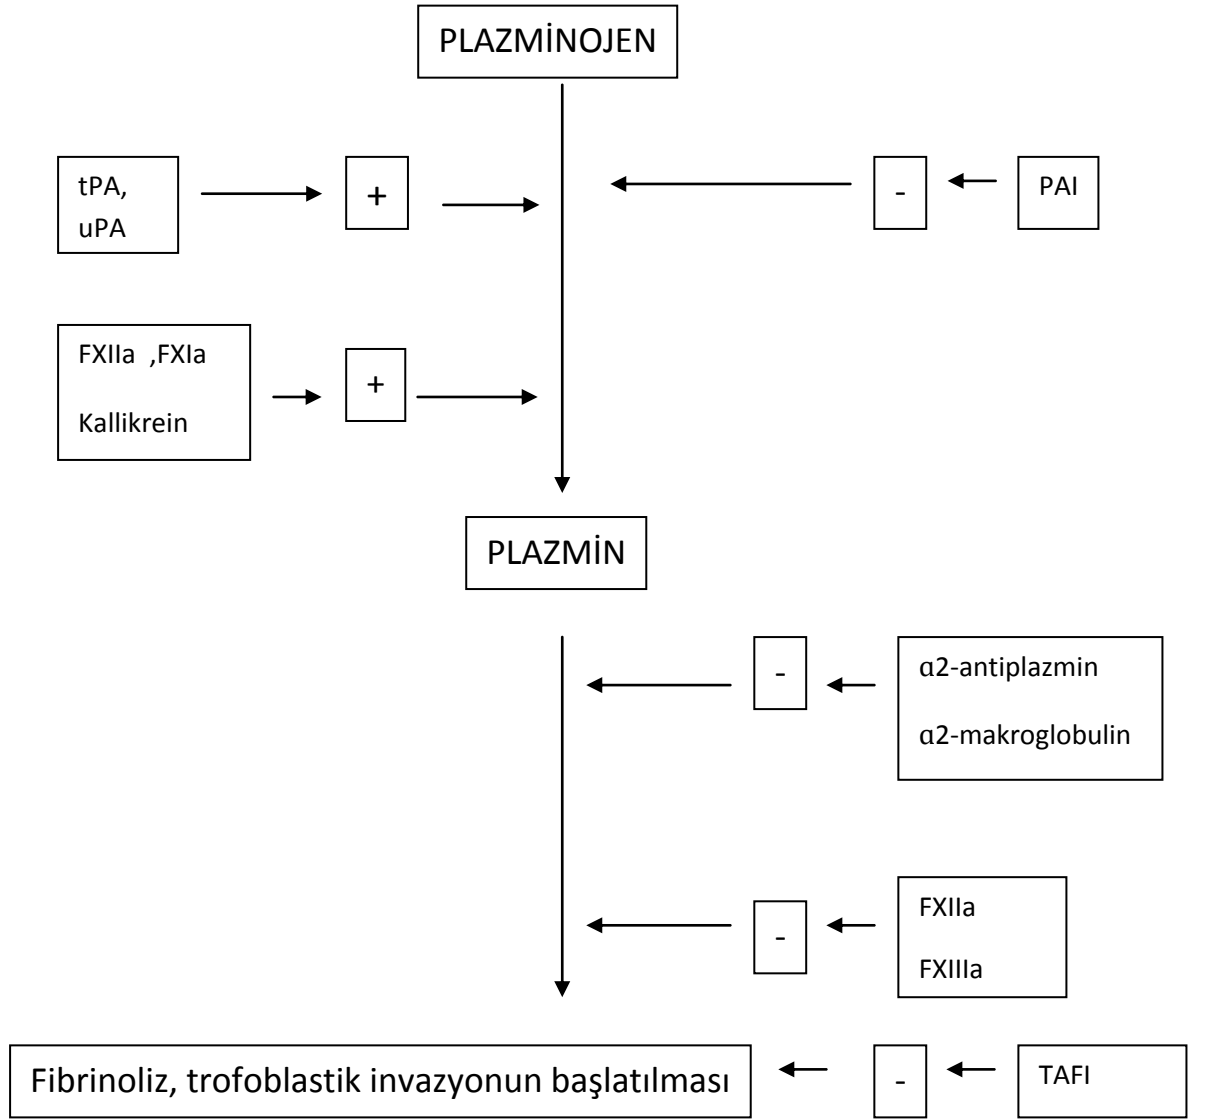 PLAZMİNOJEN
tPA,
uPA
+
-
PAI
FXIIa ,FXIa
Kallikrein
+
PLAZMİN
-
α2-antiplazmin
α2-makroglobulin
-
FXIIa
FXIIIa
Fibrinoliz, trofoblastik invazyonun başlatılması
-
TAFI